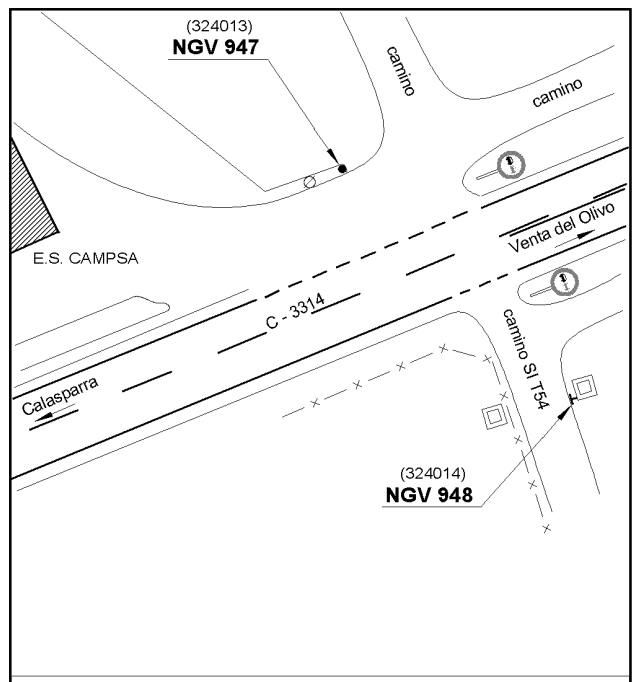 (324013)
NGV 947
camino
camino
Venta del Olivo
E.S. CAMPSA
C - 3314
camino SI T54
Calasparra
(324014)
NGV 948